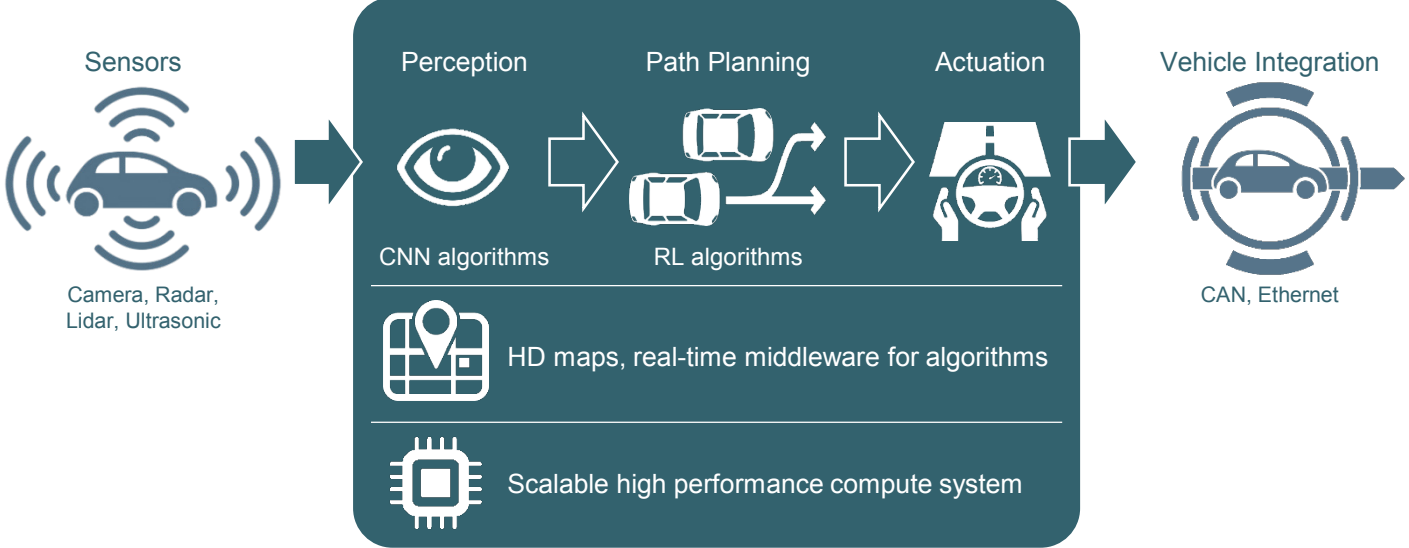 Sensors
Perception
Path Planning
Actuation
Vehicle Integration
CNN algorithms
RL algorithms
Camera, Radar,
Lidar, Ultrasonic
CAN, Ethernet
HD maps, real-time middleware for algorithms
Scalable high performance compute system